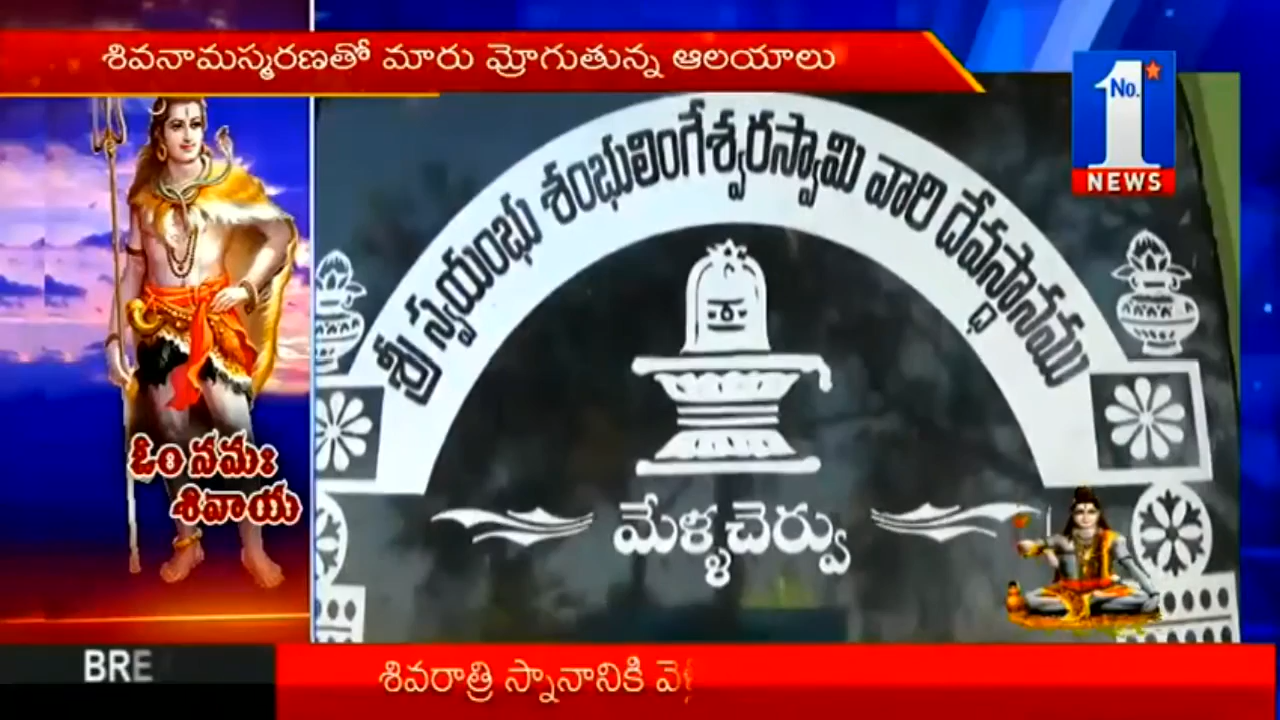 శివనామస్మరణతో మారు మ్రోగుతున్న ఆలయాలు
No.
1
NEWS
శ్రీ స్వయంభు శంభులింగేశ్వరస్వామి వారి దేవస్థానము
మేళ్ళచెర్వు
ఓం నమః
శివాయ
BRE
శివరాత్రి స్నానానికి